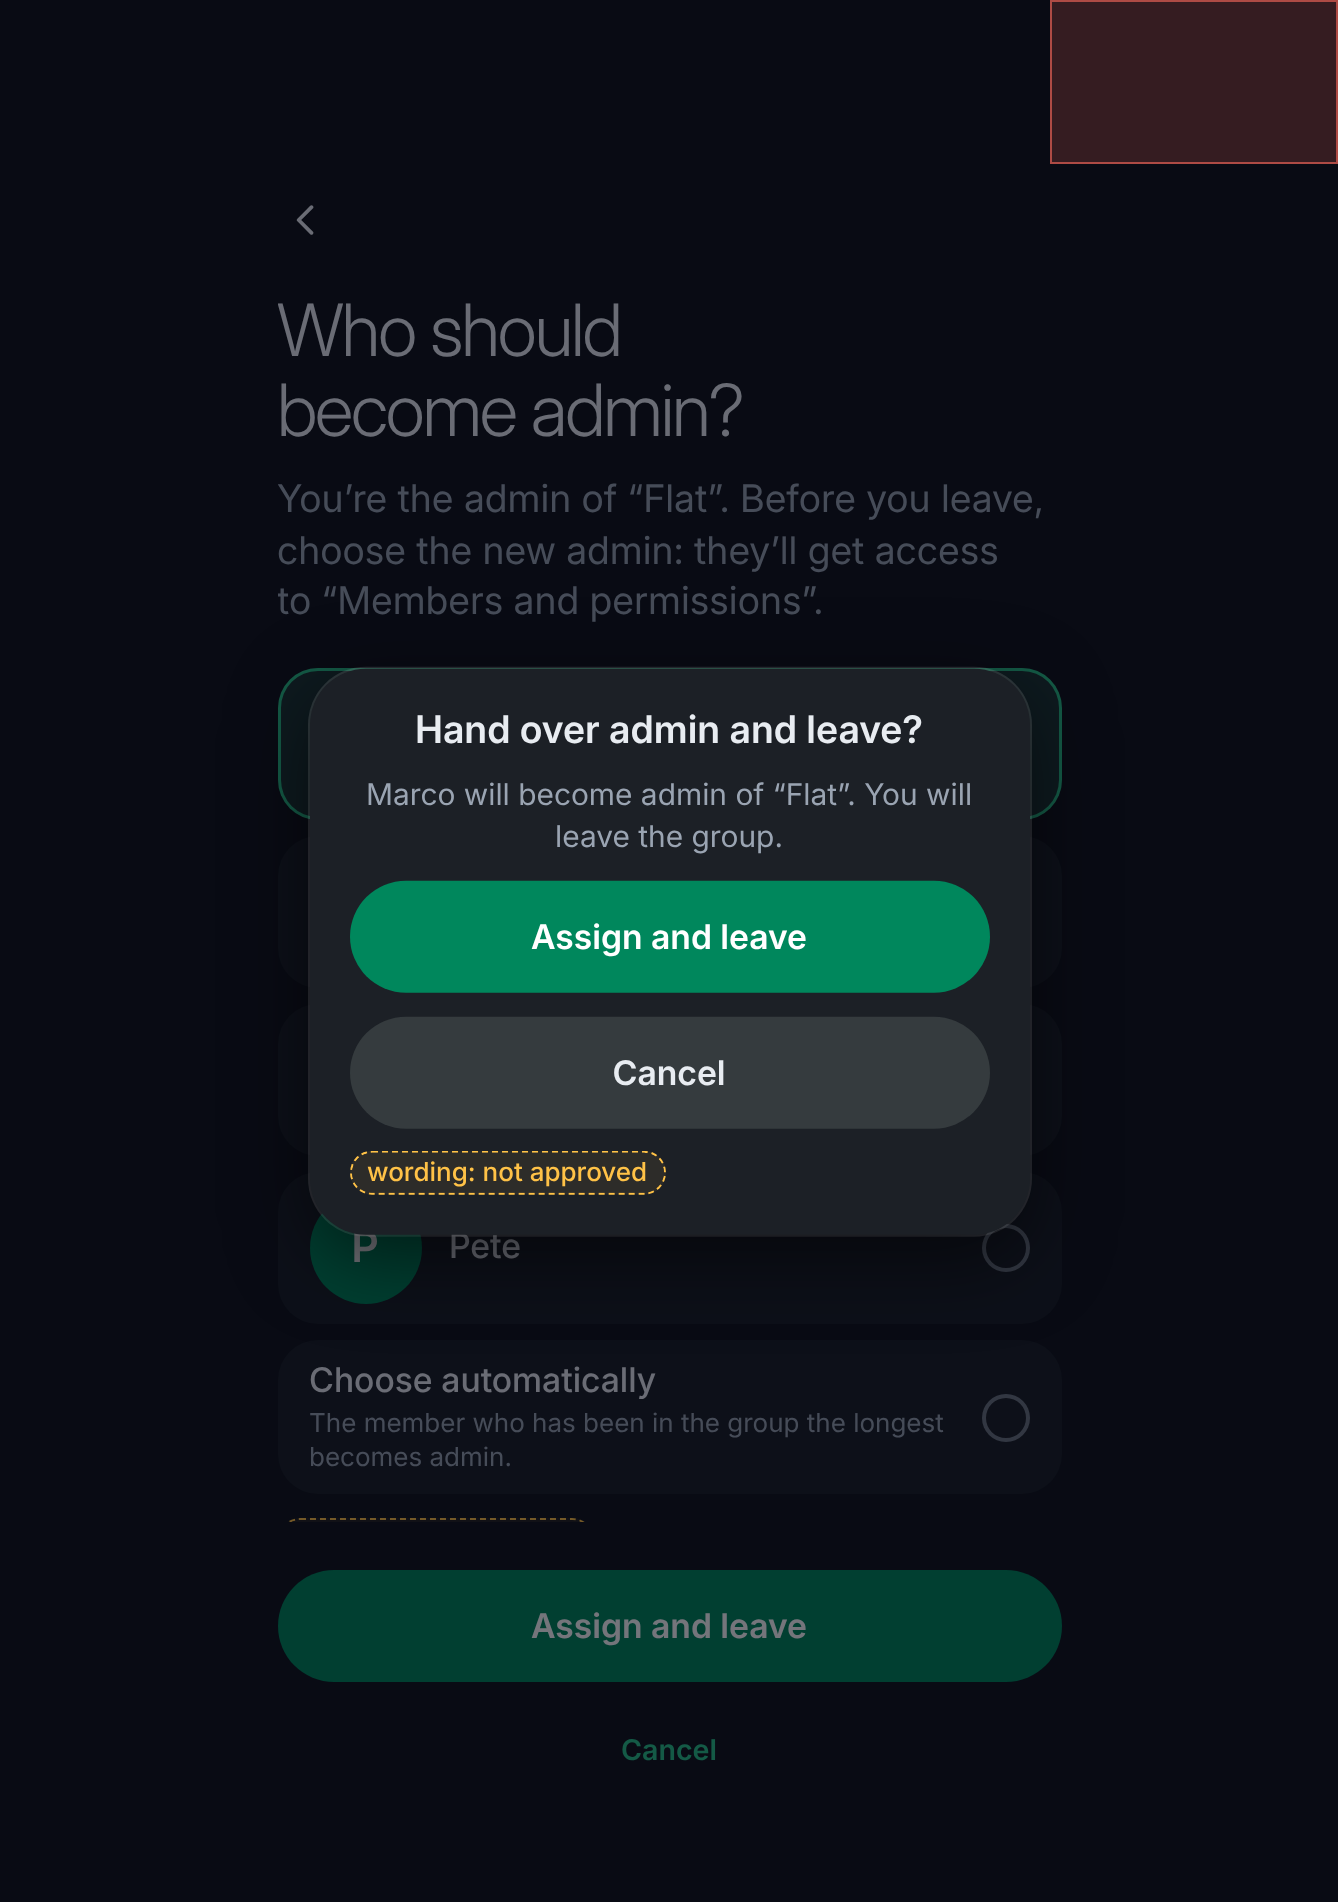 Who should
become admin?
You’re the admin of “Flat”. Before you leave,
choose the new admin: they’ll get access
to “Members and permissions”.
Hand over admin and leave?
Marco will become admin of “Flat”. You will
leave the group.
Assign and leave
Cancel
wording: not approved
P
Pete
Choose automatically
The member who has been in the group the longest
becomes admin.
Assign and leave
Cancel